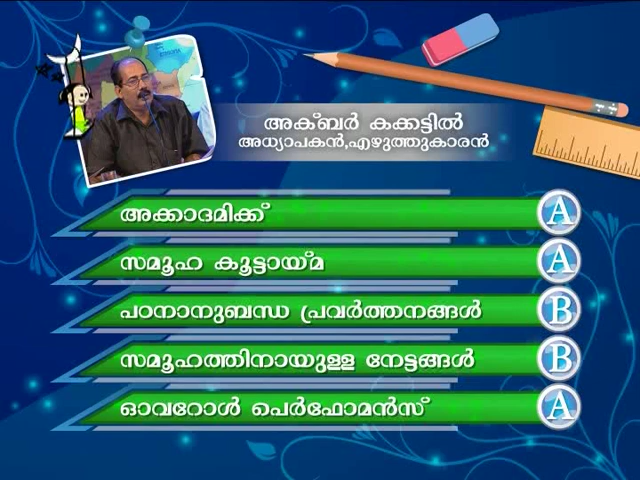 അക്ബർ കക്കട്ടിൽ
അധ്യാപകൻ,എഴുത്തുകാരൻ
അക്കാദമിക്ക് A
സമൂഹ കൂട്ടായ്മ A
പഠനാനുബന്ധ പ്രവർത്തനങ്ങൾ B
സമൂഹത്തിനായുള്ള നേട്ടങ്ങൾ B
ഓവറോൾ പെർഫോമൻസ് A